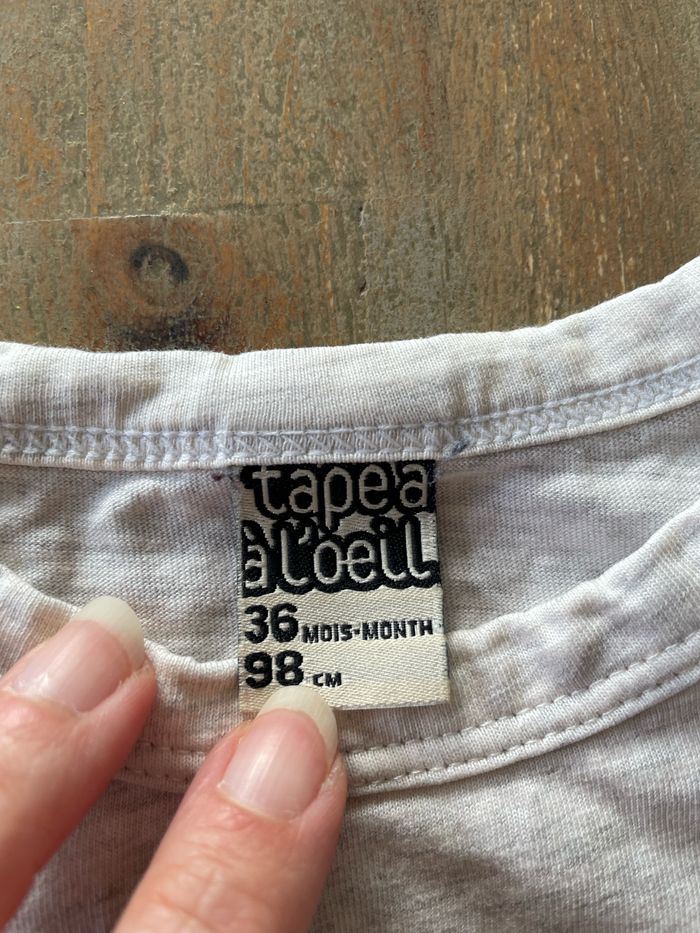 tape a
à l'oeil
36 MOIS-MONTH
98 CM